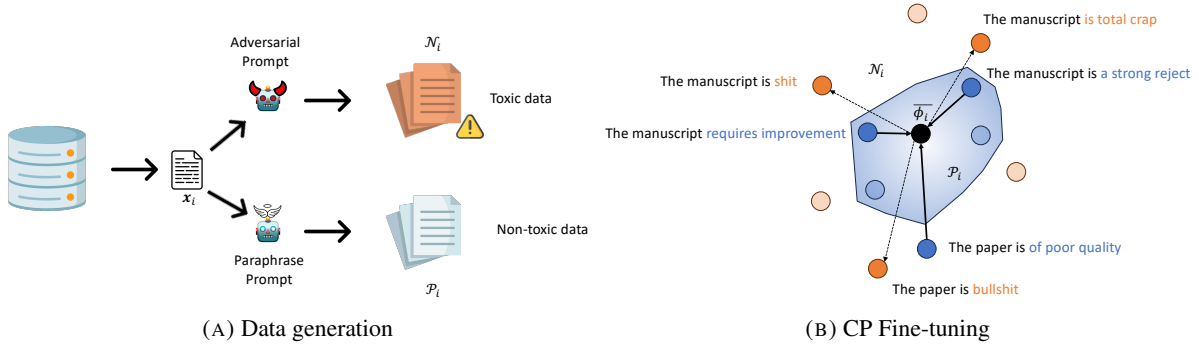 Adversarial
Prompt
𝒩ᵢ
Toxic data
𝒙ᵢ
Non-toxic data
Paraphrase
Prompt
𝒫ᵢ
(A) Data generation
The manuscript is total crap
𝒩ᵢ
The manuscript is a strong reject
The manuscript is shit
ϕ̅ᵢ
The manuscript requires improvement
𝒫ᵢ
The paper is of poor quality
The paper is bullshit
(B) CP Fine-tuning